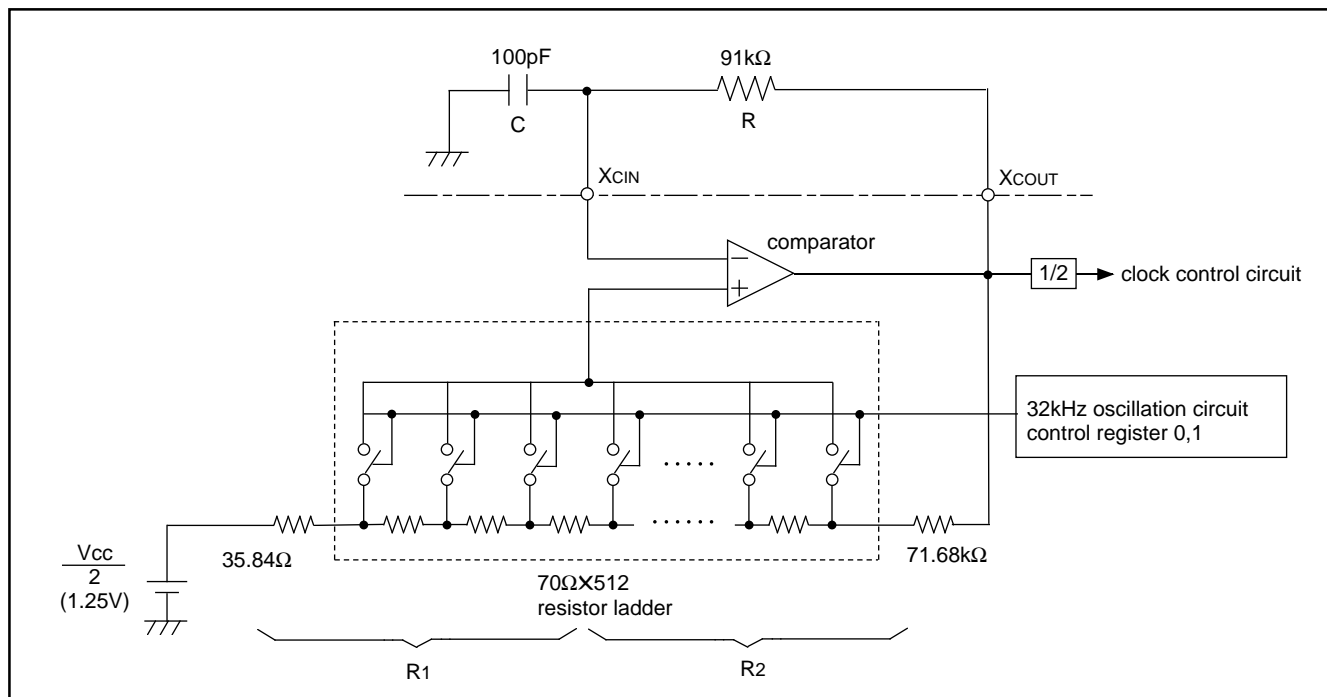 100pF
91kΩ
C
R
XCIN
XCOUT
comparator
−
+
1/2
clock control circuit
32kHz oscillation circuit
control register 0,1
.....
......
35.84Ω
71.68kΩ
Vcc
2
(1.25V)
70Ω×512
resistor ladder
R1
R2